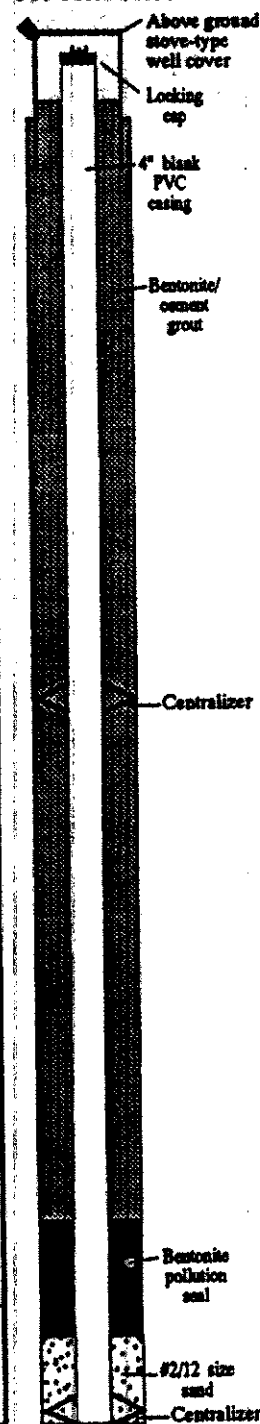 Above ground
stove-type
well cover
Locking
cap
4" blank
PVC
casing
Bentonite/
cement
grout
Centralizer
Bentonite
pollution
seal
#2/12 size
sand
Centralizer